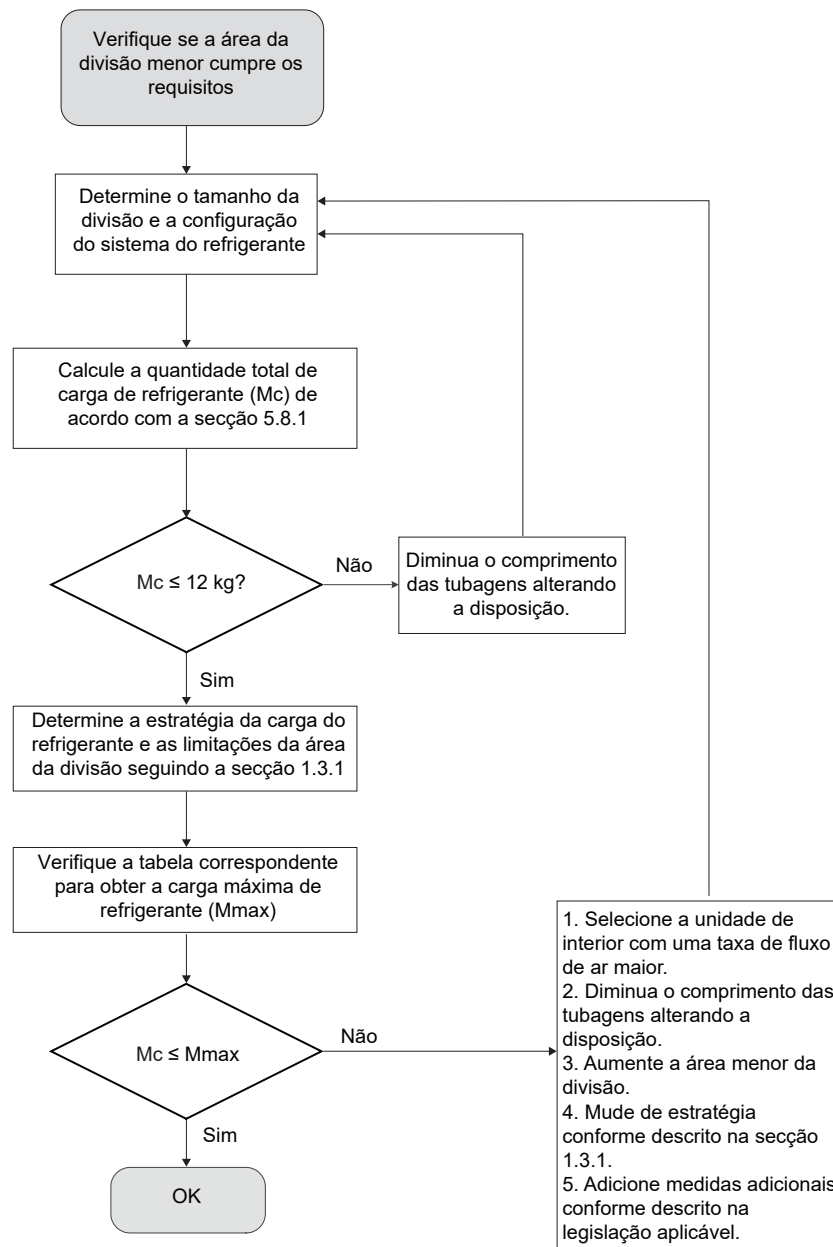 Verifique se a área da
divisão menor cumpre os
requisitos
Determine o tamanho da
divisão e a configuração
do sistema do refrigerante
Calcule a quantidade total de
carga de refrigerante (Mc) de
acordo com a secção 5.8.1
Mc ≤ 12 kg?
Não
Diminua o comprimento
das tubagens alterando
a disposição.
Sim
Determine a estratégia da carga do
refrigerante e as limitações da área
da divisão seguindo a secção 1.3.1
Verifique a tabela correspondente
para obter a carga máxima de
refrigerante (Mmax)
Mc ≤ Mmax
Não
1. Selecione a unidade de
interior com uma taxa de fluxo
de ar maior.
2. Diminua o comprimento das
tubagens alterando a
disposição.
3. Aumente a área menor da
divisão.
4. Mude de estratégia
conforme descrito na secção
1.3.1.
5. Adicione medidas adicionais
conforme descrito na
legislação aplicável.
Sim
OK